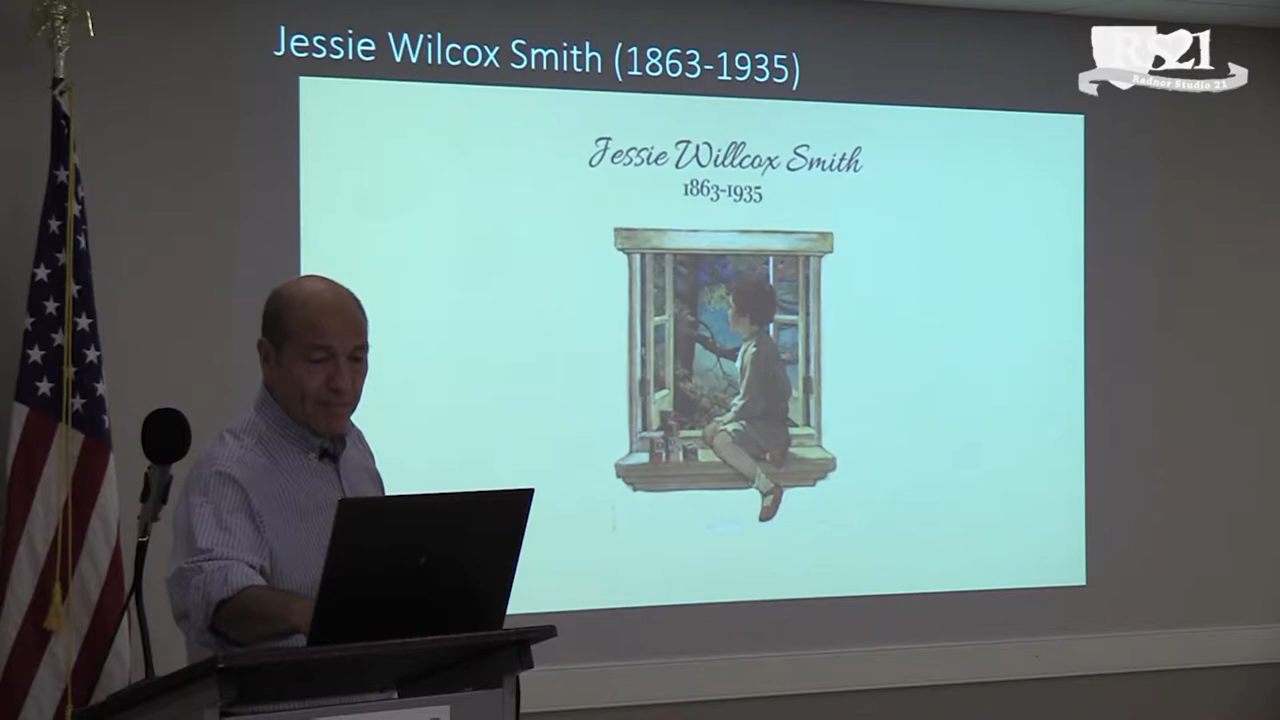 Jessie Wilcox Smith (1863-1935)
RS21
Radnor Studio 21
Jessie Willcox Smith
1863-1935